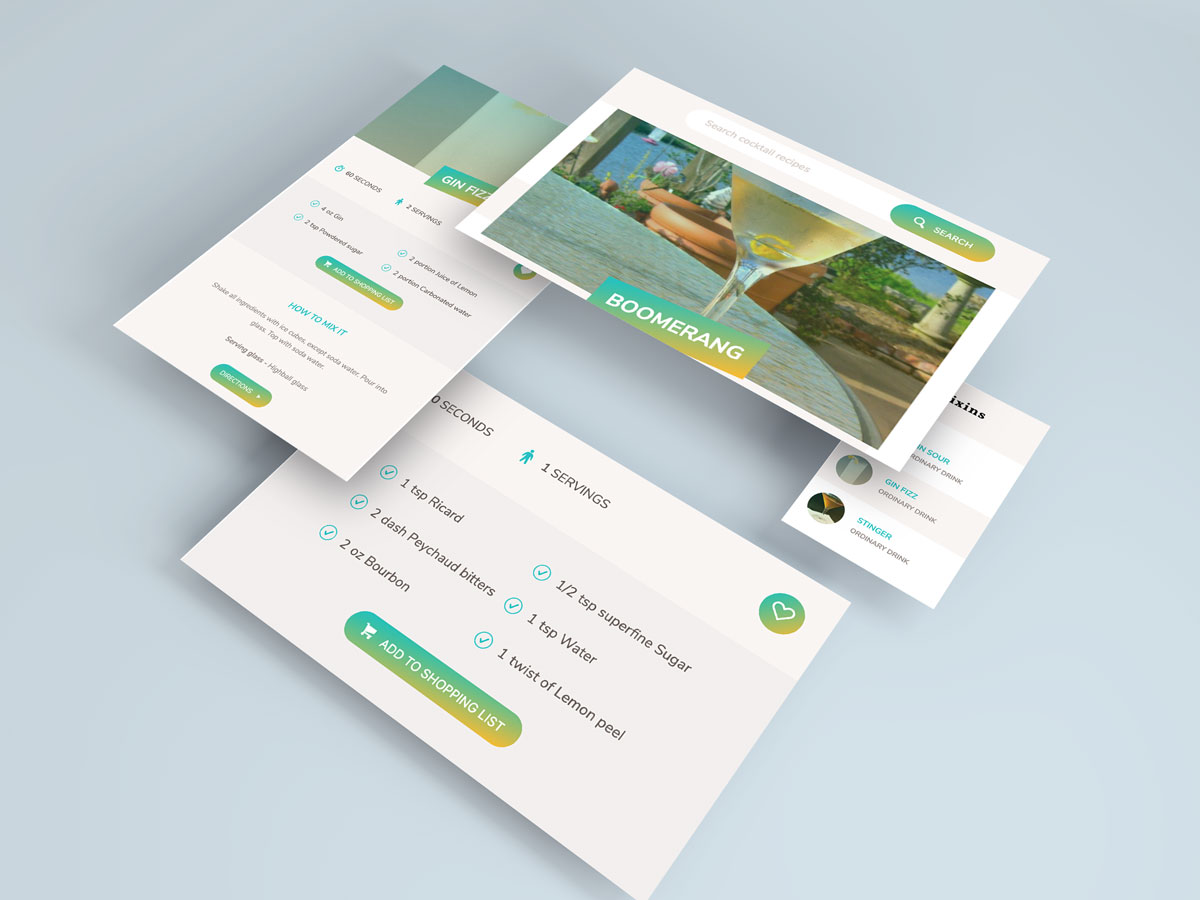 GIN FIZZ
60 SECONDS
2 SERVINGS
4 oz Gin
2 tsp Powdered sugar
2 portion Juice of Lemon
2 portion Carbonated water
ADD TO SHOPPING LIST
HOW TO MIX IT
Shake all ingredients with ice cubes, except soda water. Pour into
glass. Top with soda water.
Serving glass - Highball glass
DIRECTIONS
Search cocktail recipes
SEARCH
BOOMERANG
0 SECONDS
1 SERVINGS
1 tsp Ricard
2 dash Peychaud bitters
2 oz Bourbon
1/2 tsp superfine Sugar
1 tsp Water
1 twist of Lemon peel
ADD TO SHOPPING LIST
ixins
IN SOUR
RDINARY DRINK
GIN FIZZ
ORDINARY DRINK
STINGER
ORDINARY DRINK